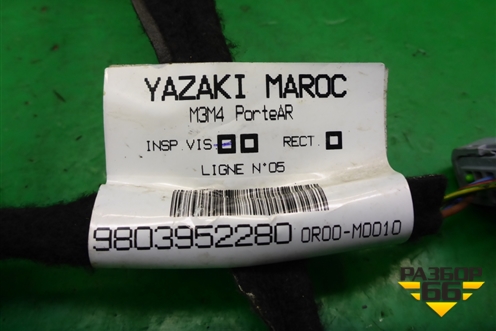 YAZAKI MAROC
M3M4 PorteAR
INSP.VIS RECT.
LIGNE N°05
9803952280 0R00-M0010
РАЗБОР
66